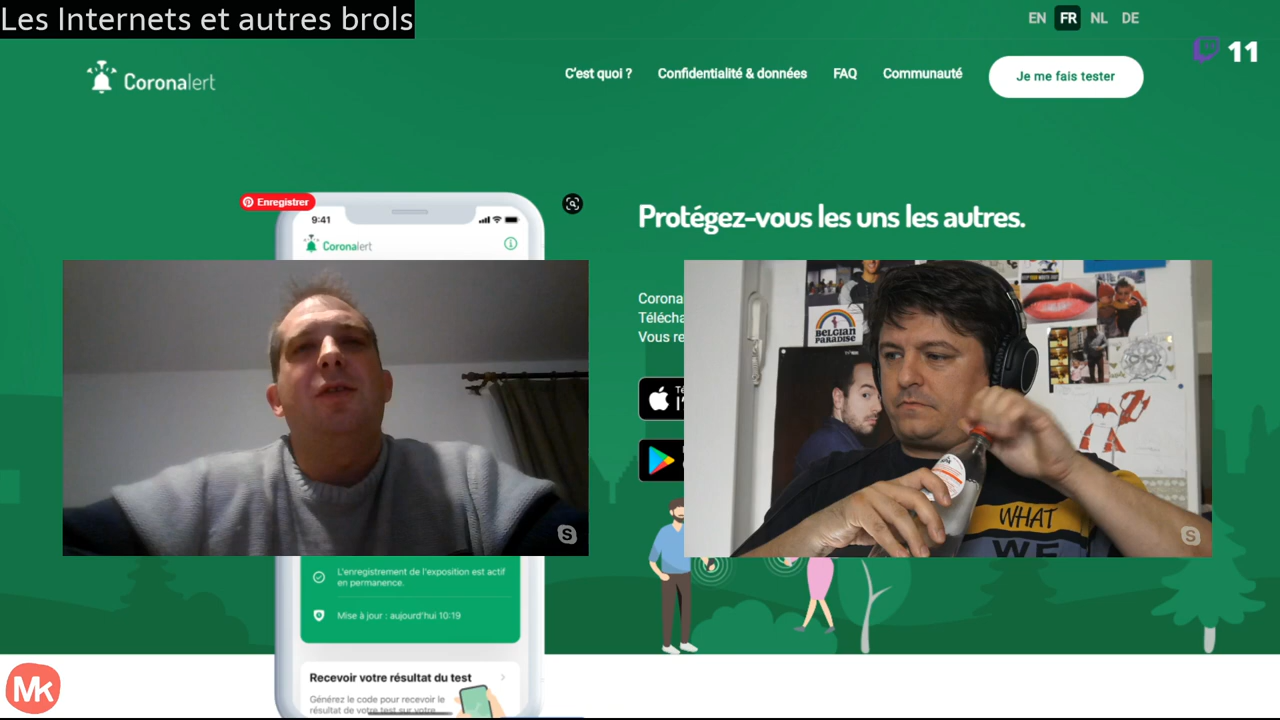 Les Internets et autres brols
EN FR NL DE
11
Coronalert
C'est quoi ?
Confidentialité & données
FAQ
Communauté
Je me fais tester
Enregistrer
9:41
Coronalert
Protégez-vous les uns les autres.
Corona
Télécha
Vous re
BELGIAN
PARADISE
WHAT
WE
L'enregistrement de l'exposition est actif
en permanence.
Mise à jour : aujourd'hui 10:19
Recevoir votre résultat du test
Générez le code pour recevoir le
résultat de votre test sur votre
Mk